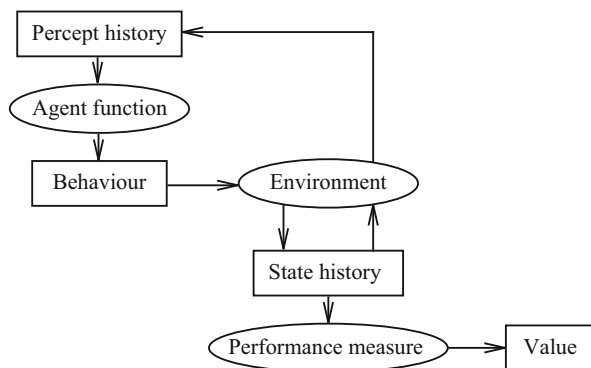 Percept history
Agent function
Behaviour
Environment
State history
Performance measure
Value